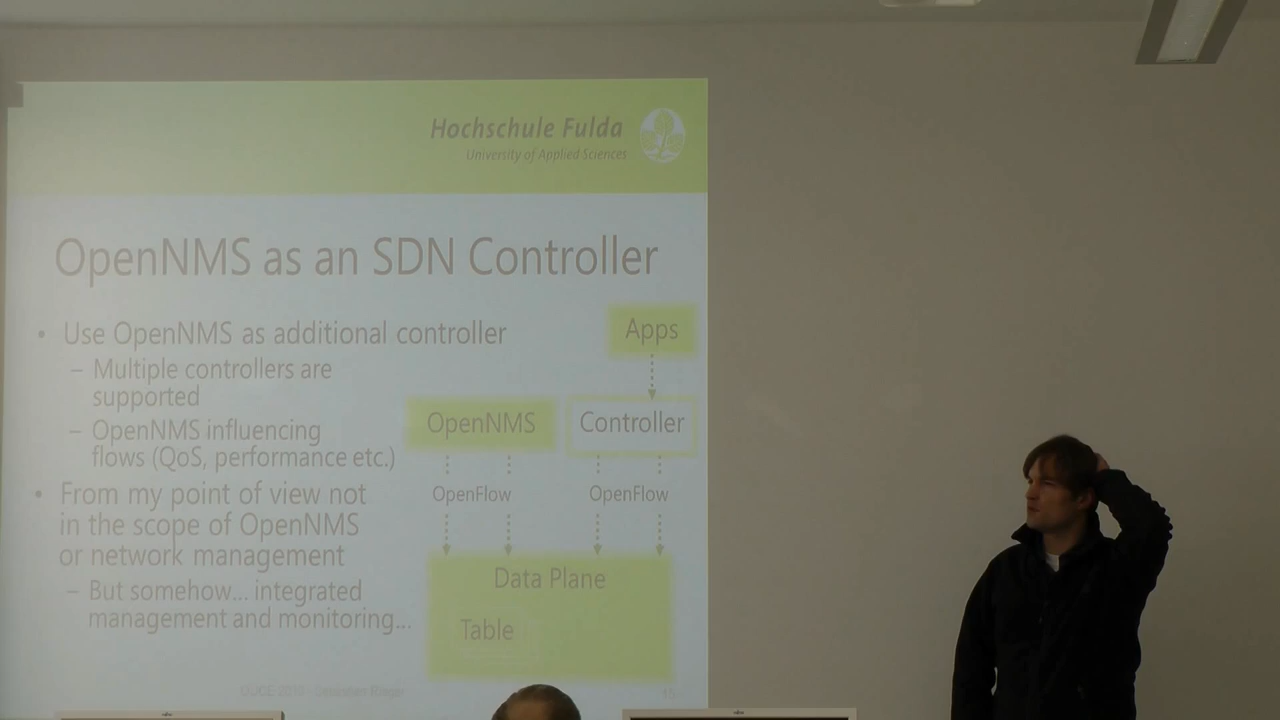 Hochschule Fulda
University of Applied Sciences
OpenNMS as an SDN Controller
• Use OpenNMS as additional controller
– Multiple controllers are
supported
– OpenNMS influencing
flows (QoS, performance etc.)
• From my point of view not
in the scope of OpenNMS
or network management
– But somehow... integrated
management and monitoring...
Apps
OpenNMS
Controller
OpenFlow
OpenFlow
Data Plane
Table